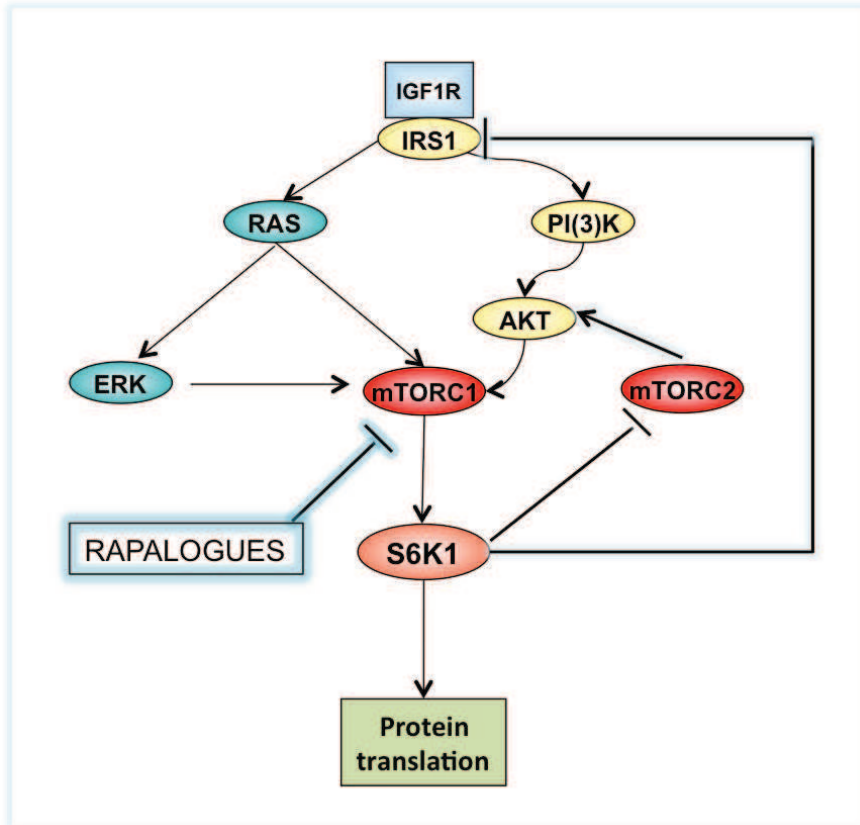 IGF1R
IRS1
RAS
PI(3)K
AKT
ERK
mTORC1
mTORC2
RAPALOGUES
S6K1
Protein
translation